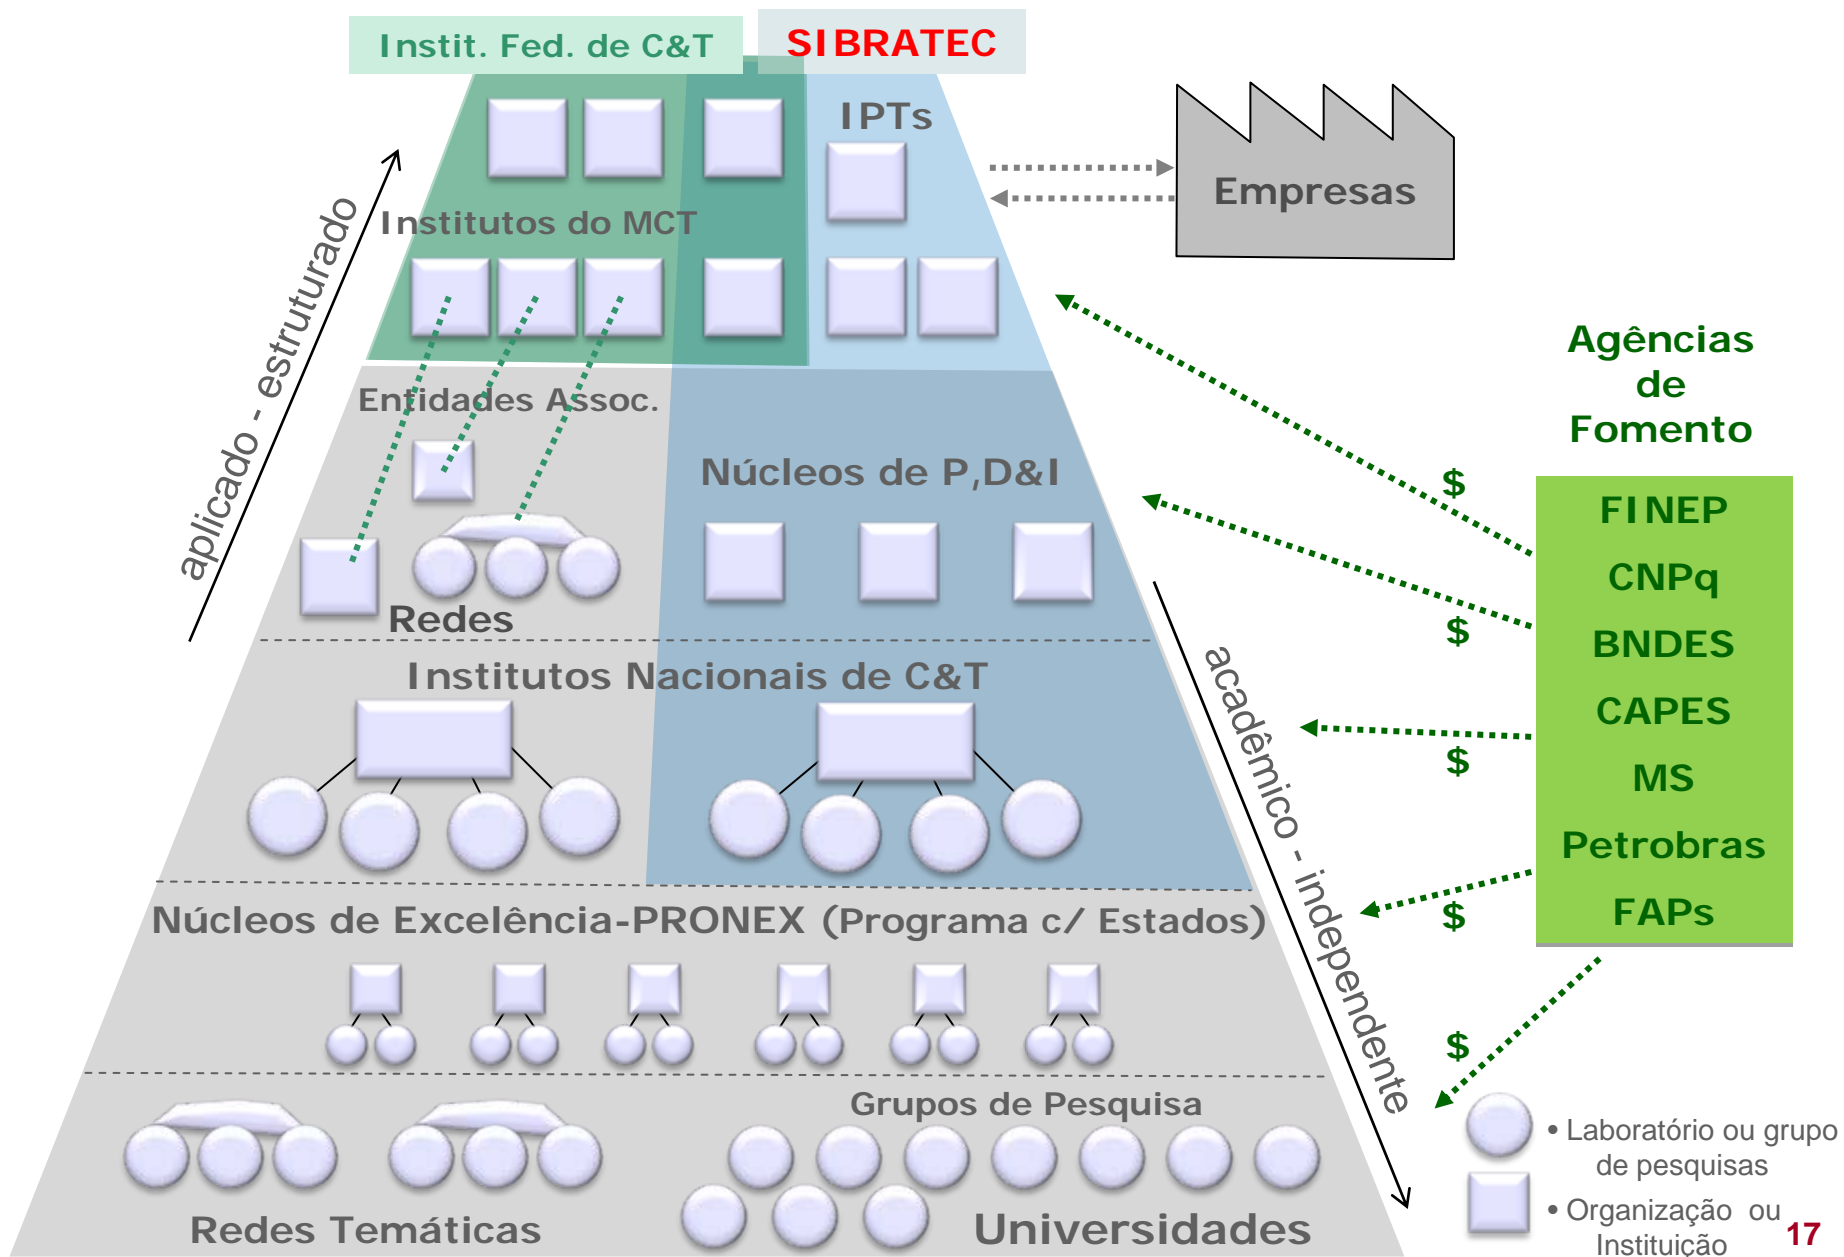 Instit. Fed. de C&T
SIBRATEC
IPTs
Empresas
Institutos do MCT
aplicado - estruturado
Entidades Assoc.
Núcleos de P,D&I
Redes
Institutos Nacionais de C&T
acadêmico - independente
Núcleos de Excelência-PRONEX (Programa c/ Estados)
Grupos de Pesquisa
Redes Temáticas
Universidades
Agências
de
Fomento
FINEP
CNPq
BNDES
CAPES
MS
Petrobras
FAPs
$
$
$
$
$
• Laboratório ou grupo
de pesquisas
• Organização ou
Instituição
17